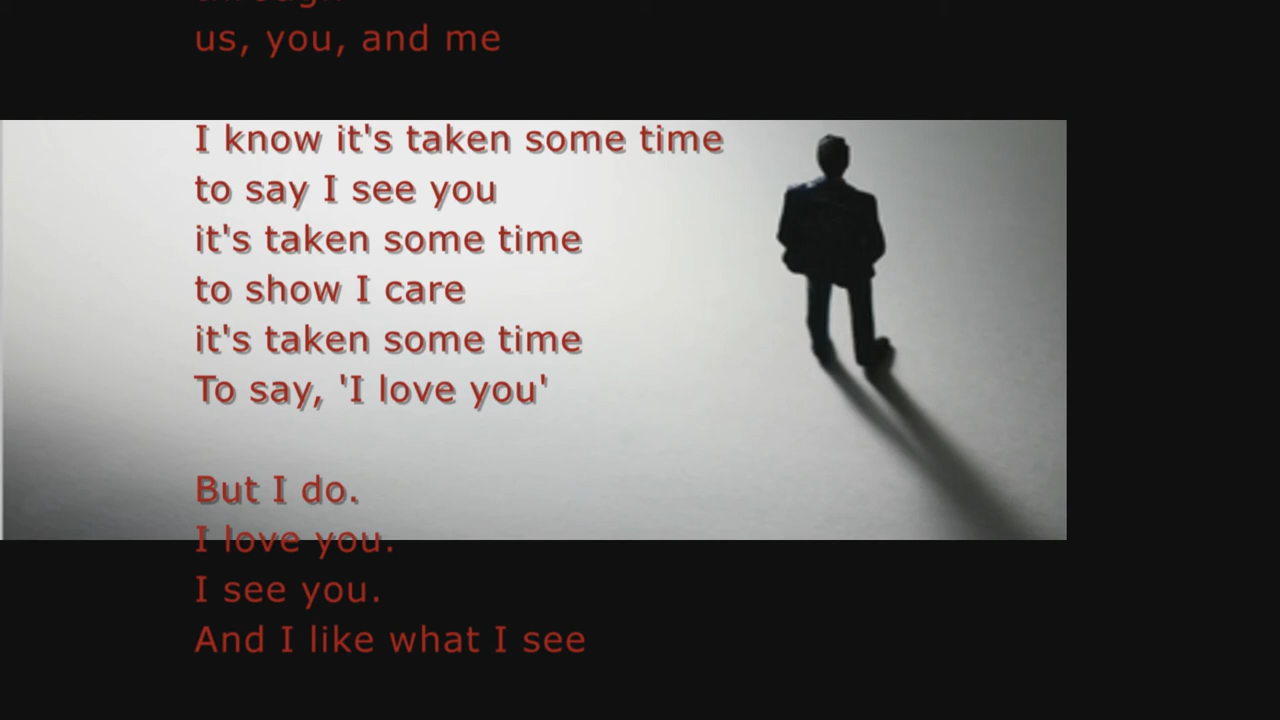 us, you, and me
I know it's taken some time
to say I see you
it's taken some time
to show I care
it's taken some time
To say, 'I love you'
But I do.
I love you.
I see you.
And I like what I see